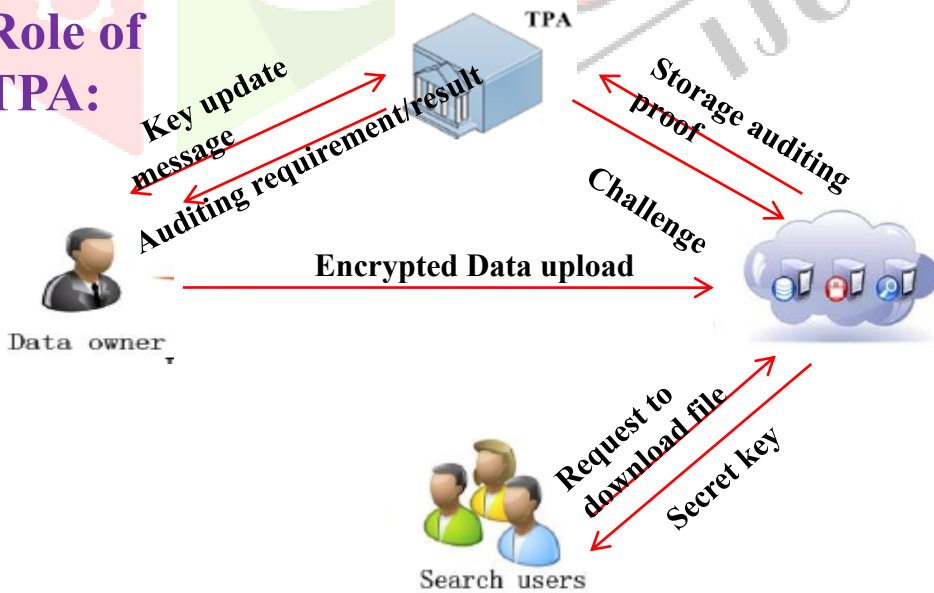 Role of
TPA:
TPA
Key update
message
Auditing requirement/result
Storage auditing
proof
Challenge
Encrypted Data upload
Data owner
Request to
download file
Secret key
Search users